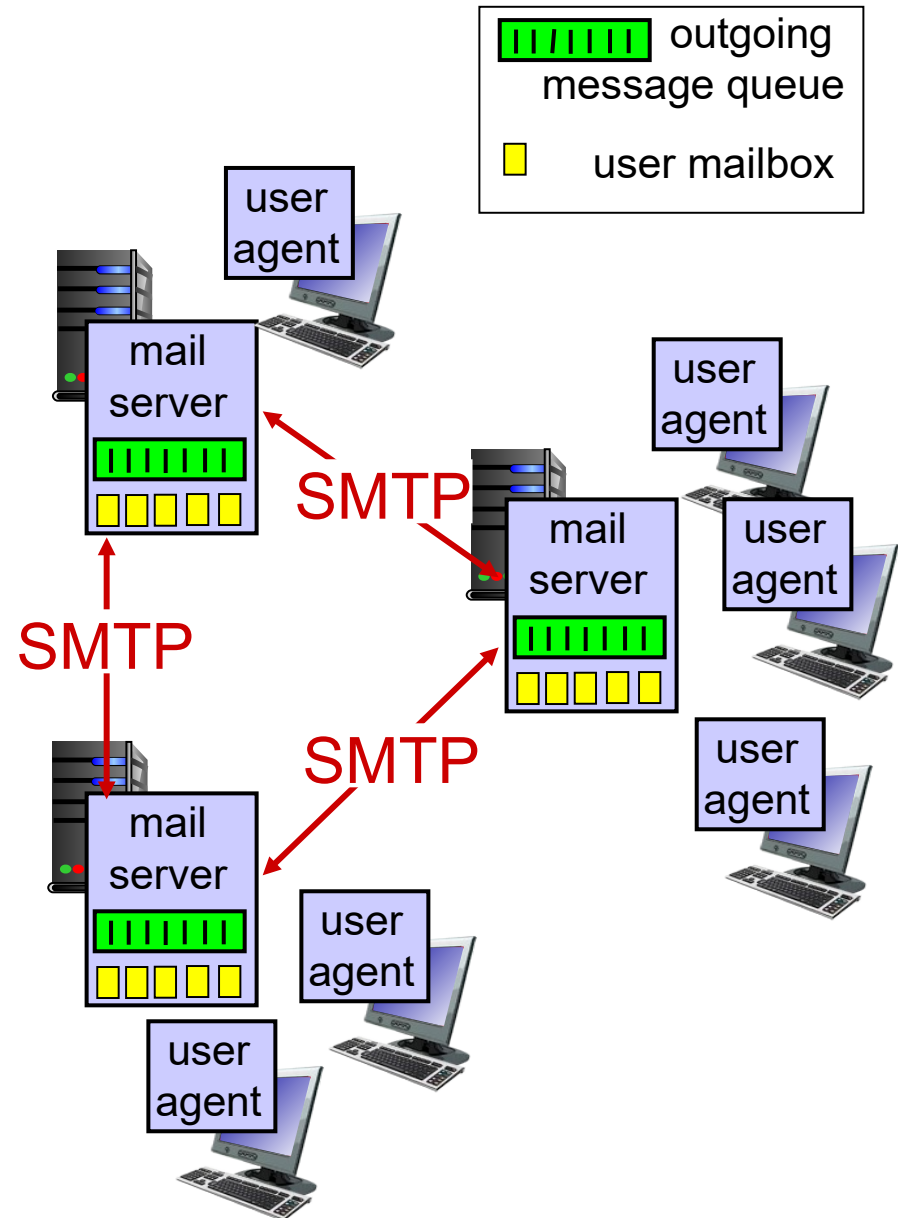 outgoing
message queue
user mailbox
user
agent
mail
server
user
agent
SMTP
mail
server
user
agent
SMTP
SMTP
user
agent
mail
server
user
agent
user
agent